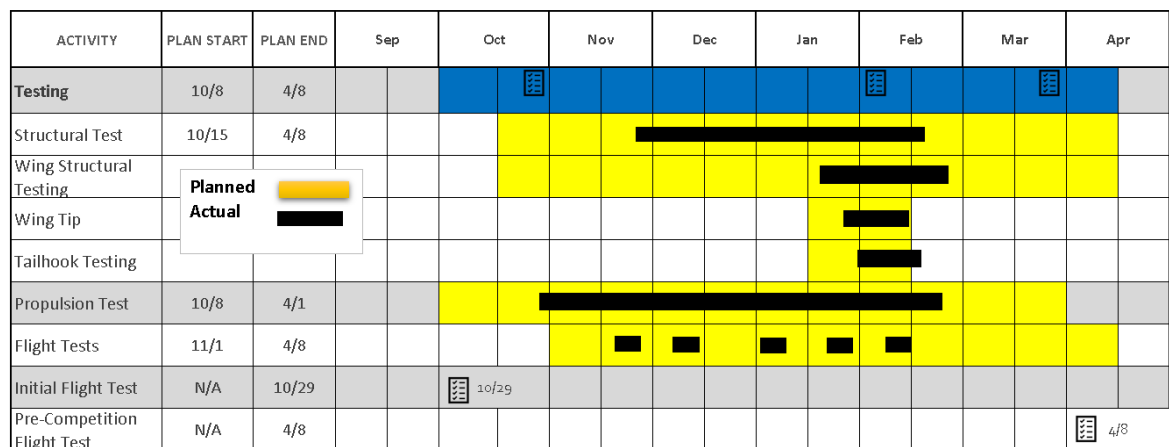 ACTIVITY PLAN START PLAN END Sep Oct Nov Dec Jan Feb Mar Apr
Testing 10/8 4/8
Structural Test 10/15 4/8
Wing Structural
Testing
Planned
Actual
Wing Tip
Tailhook Testing
Propulsion Test 10/8 4/1
Flight Tests 11/1 4/8
Initial Flight Test N/A 10/29 10/29
Pre-Competition
Flight Test N/A 4/8 4/8